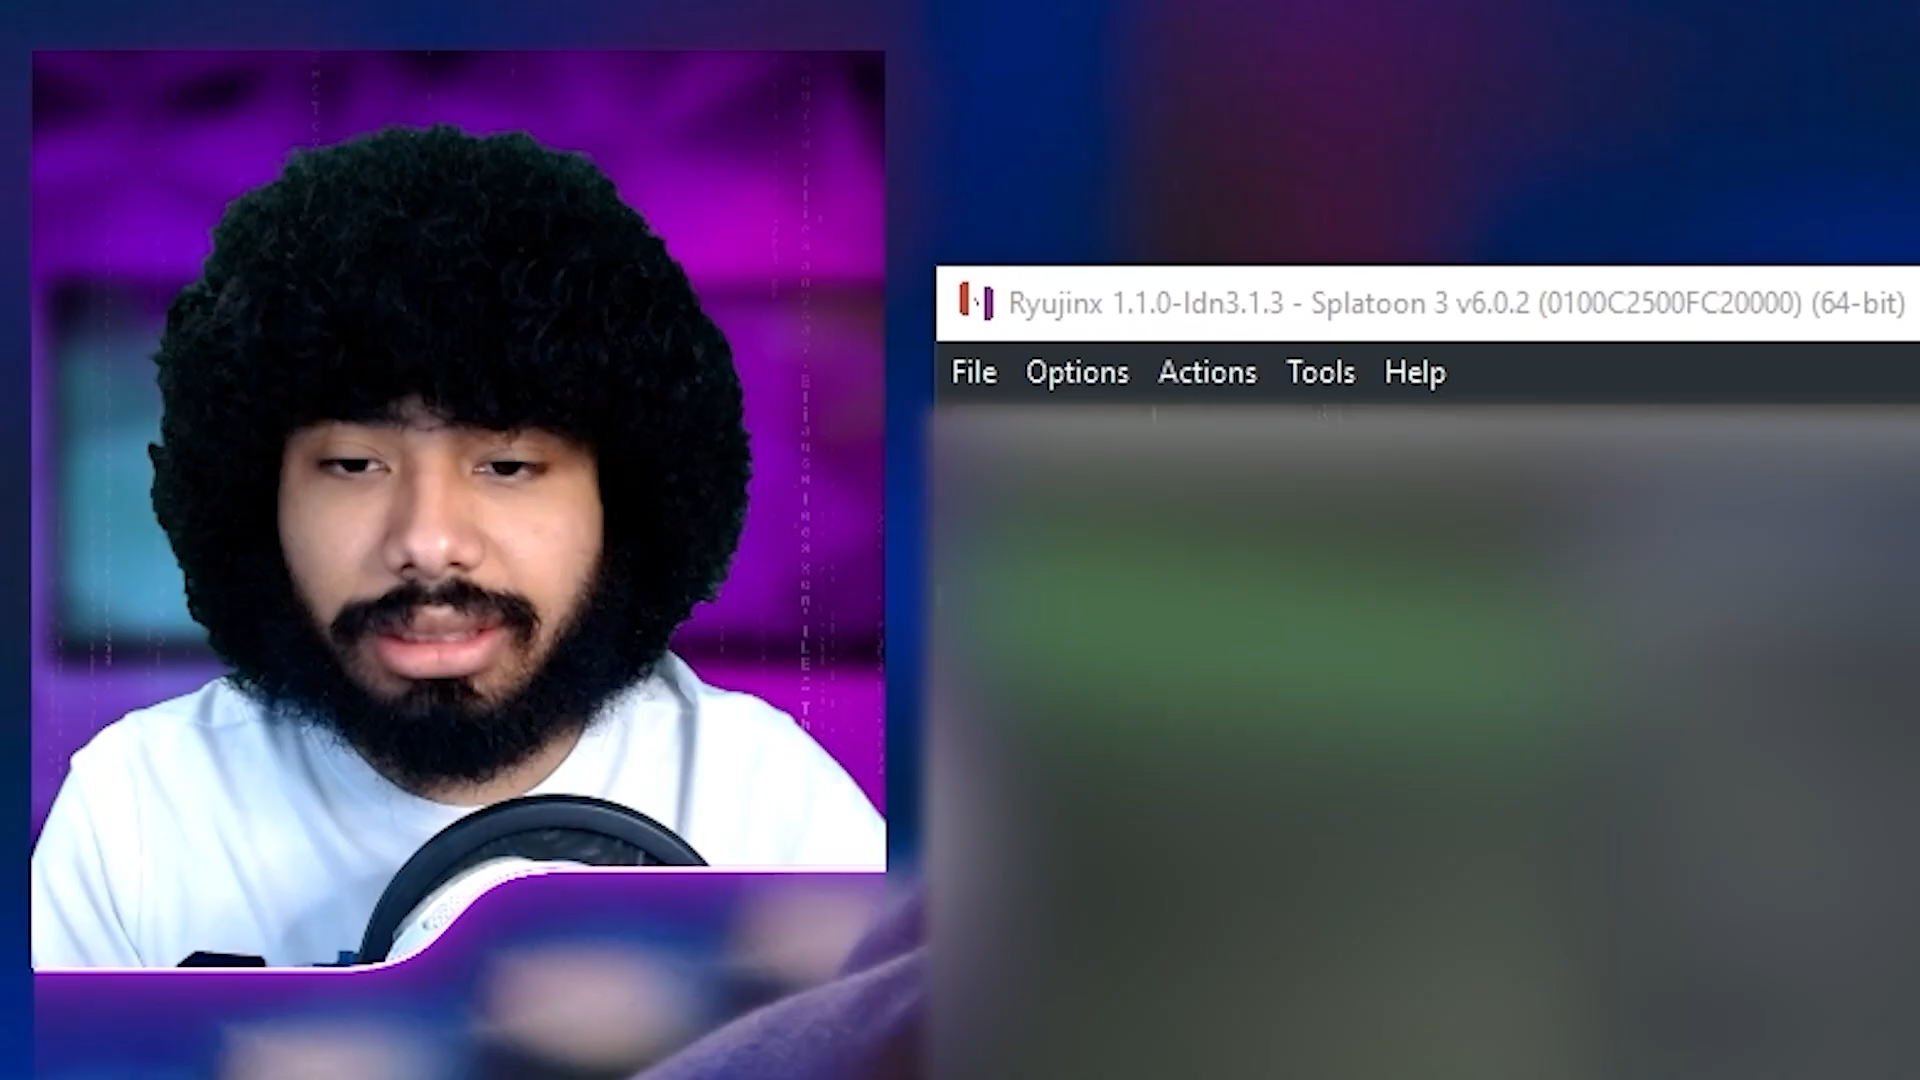 Ryujinx 1.1.0-ldn3.1.3 - Splatoon 3 v6.0.2 (0100C2500FC20000) (64-bit)
File Options Actions Tools Help